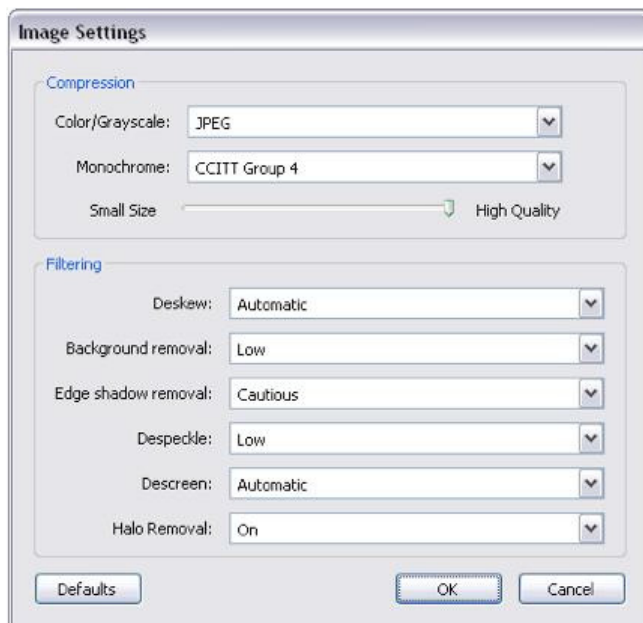 Image Settings
Compression
Color/Grayscale: JPEG
Monochrome: CCITT Group 4
Small Size High Quality
Filtering
Deskew: Automatic
Background removal: Low
Edge shadow removal: Cautious
Despeckle: Low
Descreen: Automatic
Halo Removal: On
Defaults OK Cancel